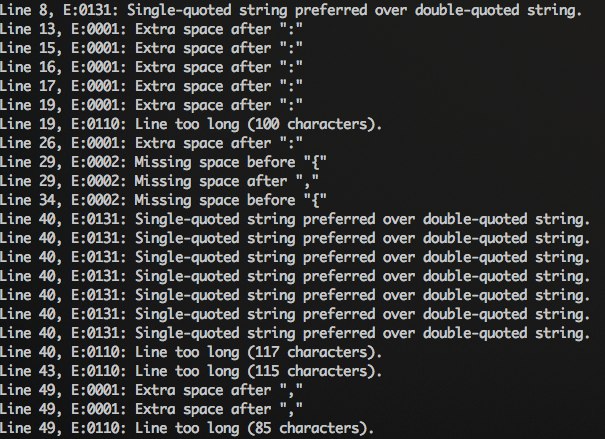 Line 8, E:0131: Single-quoted string preferred over double-quoted string.
Line 13, E:0001: Extra space after ":"
Line 15, E:0001: Extra space after ":"
Line 16, E:0001: Extra space after ":"
Line 17, E:0001: Extra space after ":"
Line 19, E:0001: Extra space after ":"
Line 19, E:0110: Line too long (100 characters).
Line 26, E:0001: Extra space after ":"
Line 29, E:0002: Missing space before "{"
Line 29, E:0002: Missing space after ","
Line 34, E:0002: Missing space before "{"
Line 40, E:0131: Single-quoted string preferred over double-quoted string.
Line 40, E:0131: Single-quoted string preferred over double-quoted string.
Line 40, E:0131: Single-quoted string preferred over double-quoted string.
Line 40, E:0131: Single-quoted string preferred over double-quoted string.
Line 40, E:0131: Single-quoted string preferred over double-quoted string.
Line 40, E:0131: Single-quoted string preferred over double-quoted string.
Line 40, E:0131: Single-quoted string preferred over double-quoted string.
Line 40, E:0110: Line too long (117 characters).
Line 43, E:0110: Line too long (115 characters).
Line 49, E:0001: Extra space after ","
Line 49, E:0001: Extra space after ","
Line 49, E:0110: Line too long (85 characters).